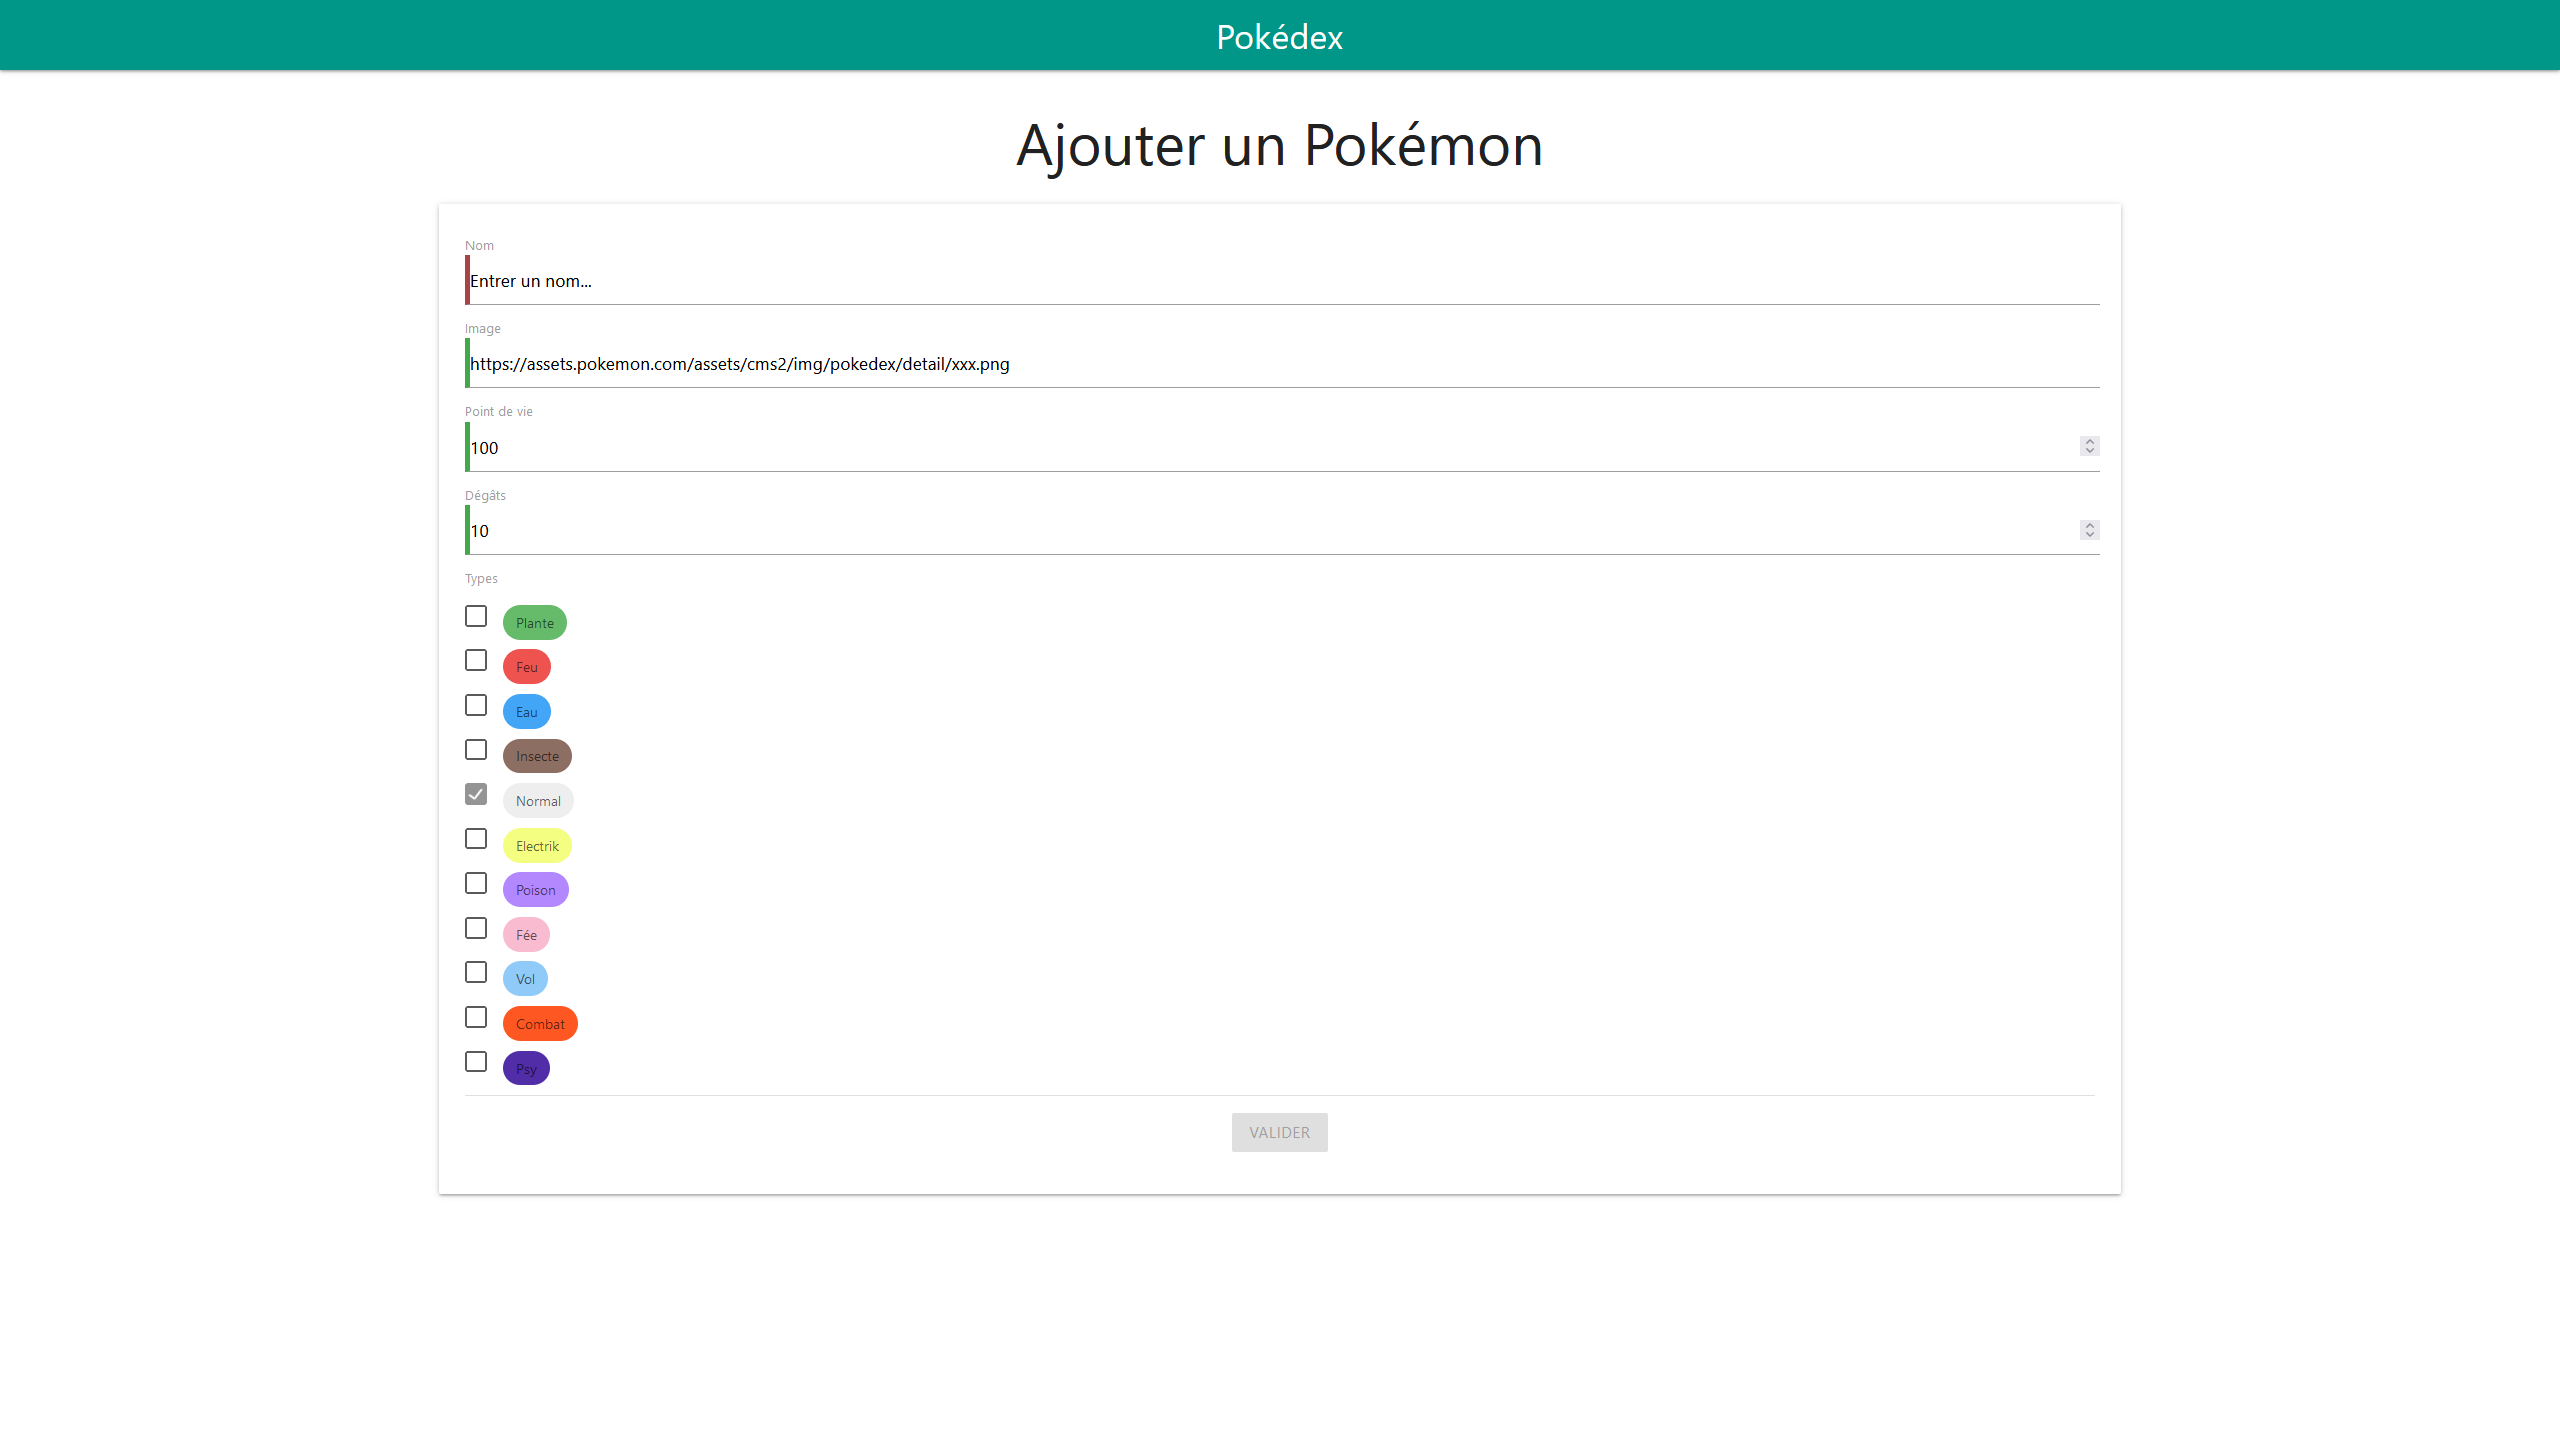 Pokédex
Ajouter un Pokémon
Nom
Entrer un nom...
Image
https://assets.pokemon.com/assets/cms2/img/pokedex/detail/xxx.png
Point de vie
100
Dégâts
10
Types
Plante
Feu
Eau
Insecte
Normal
Electrik
Poison
Fée
Vol
Combat
Psy
VALIDER